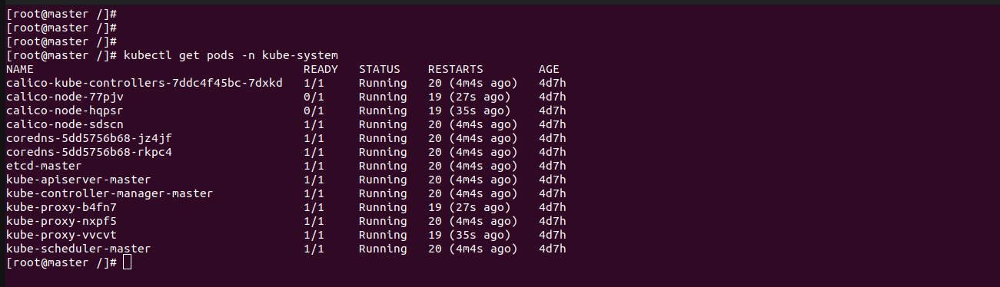 [root@master /]#
[root@master /]#
[root@master /]#
[root@master /]# kubectl get pods -n kube-system
NAME                                       READY   STATUS    RESTARTS        AGE
calico-kube-controllers-7ddc4f45bc-7dxkd   1/1     Running   20 (4m4s ago)   4d7h
calico-node-77pjv                          0/1     Running   19 (27s ago)    4d7h
calico-node-hqpsr                          0/1     Running   19 (35s ago)    4d7h
calico-node-sdscn                          1/1     Running   20 (4m4s ago)   4d7h
coredns-5dd5756b68-jz4jf                   1/1     Running   20 (4m4s ago)   4d7h
coredns-5dd5756b68-rkpc4                   1/1     Running   20 (4m4s ago)   4d7h
etcd-master                                1/1     Running   20 (4m4s ago)   4d7h
kube-apiserver-master                      1/1     Running   20 (4m4s ago)   4d7h
kube-controller-manager-master             1/1     Running   20 (4m4s ago)   4d7h
kube-proxy-b4fn7                           1/1     Running   19 (27s ago)    4d7h
kube-proxy-nxpf5                           1/1     Running   20 (4m4s ago)   4d7h
kube-proxy-vvcvt                           1/1     Running   19 (35s ago)    4d7h
kube-scheduler-master                      1/1     Running   20 (4m4s ago)   4d7h
[root@master /]#